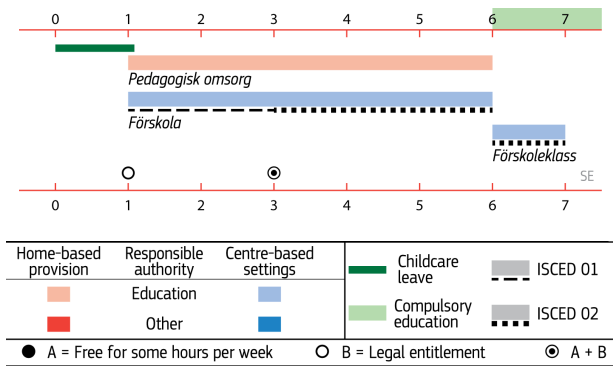 0 1 2 3 4 5 6 7
Pedagogisk omsorg
Förskola
Förskoleklass
SE
0 1 2 3 4 5 6 7
Home-based provision
Responsible authority
Centre-based settings
Education
Other
Childcare leave
Compulsory education
ISCED 01
ISCED 02
A = Free for some hours per week
B = Legal entitlement
A + B